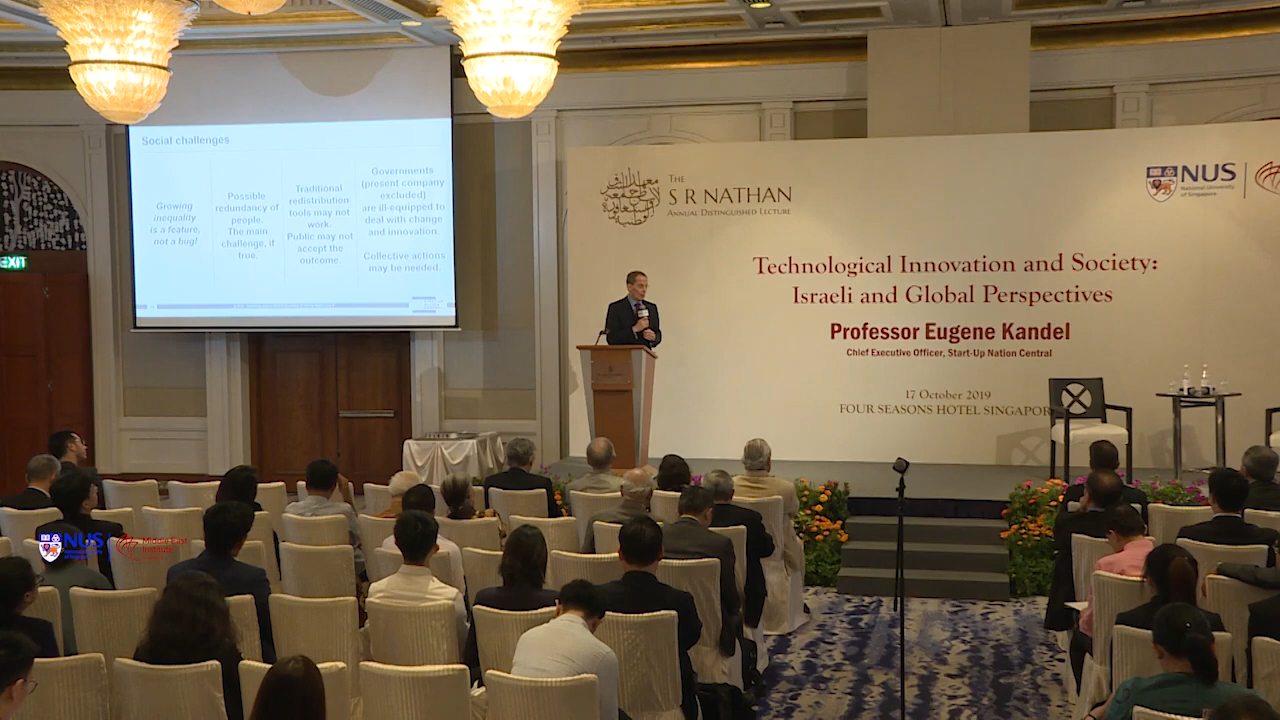 Social challenges
Growing
inequality
is a feature,
not a bug!
Possible
redundancy of
people.
The main
challenge, if
true.
Traditional
redistribution
tools may not
work.
Public may not
accept the
outcome.
Governments
(present company
excluded)
are ill-equipped to
deal with change
and innovation
Collective actions
may be needed.
EXIT
THE
S R NATHAN
ANNUAL DISTINGUISHED LECTURE
NUS
National University
of Singapore
Technological Innovation and Society:
Israeli and Global Perspectives
Professor Eugene Kandel
Chief Executive Officer, Start-Up Nation Central
17 October 2019
FOUR SEASONS HOTEL SINGAPOR
NUS
Middle East
Institute